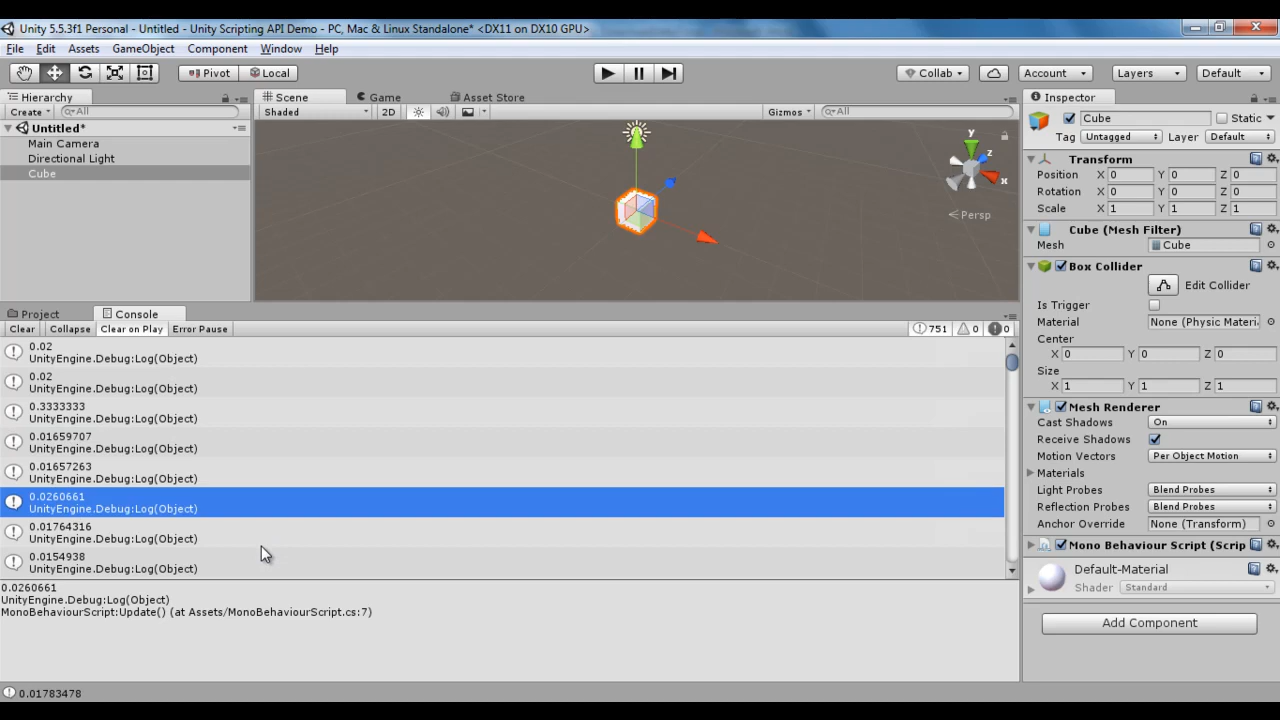 Unity 5.5.3f1 Personal - Untitled - Unity Scripting API Demo - PC, Mac & Linux Standalone* <DX11 on DX10 GPU>
File Edit Assets GameObject Component Window Help
Pivot Local Collab Account Layers Default
Hierarchy
Create All
Untitled*
Main Camera
Directional Light
Cube
Scene Game Asset Store
Shaded 2D Gizmos All
y
z
x
Persp
Project Console
Clear Collapse Clear on Play Error Pause 751 0 0
0.02
UnityEngine.Debug:Log(Object)
0.02
UnityEngine.Debug:Log(Object)
0.3333333
UnityEngine.Debug:Log(Object)
0.01659707
UnityEngine.Debug:Log(Object)
0.01657263
UnityEngine.Debug:Log(Object)
0.0260661
UnityEngine.Debug:Log(Object)
0.01764316
UnityEngine.Debug:Log(Object)
0.0154938
UnityEngine.Debug:Log(Object)
0.0260661
UnityEngine.Debug:Log(Object)
MonoBehaviourScript:Update() (at Assets/MonoBehaviourScript.cs:7)
0.01783478
Inspector
Cube Static
Tag Untagged Layer Default
Transform
Position X 0 Y 0 Z 0
Rotation X 0 Y 0 Z 0
Scale X 1 Y 1 Z 1
Cube (Mesh Filter)
Mesh Cube
Box Collider
Edit Collider
Is Trigger
Material None (Physic Materi
Center
X 0 Y 0 Z 0
Size
X 1 Y 1 Z 1
Mesh Renderer
Cast Shadows On
Receive Shadows
Motion Vectors Per Object Motion
Materials
Light Probes Blend Probes
Reflection Probes Blend Probes
Anchor Override None (Transform)
Mono Behaviour Script (Scrip
Default-Material
Shader Standard
Add Component